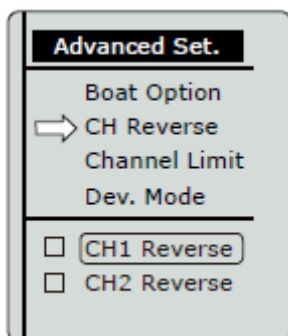 Advanced Set.
Boat Option
CH Reverse
Channel Limit
Dev. Mode
CH1 Reverse
CH2 Reverse